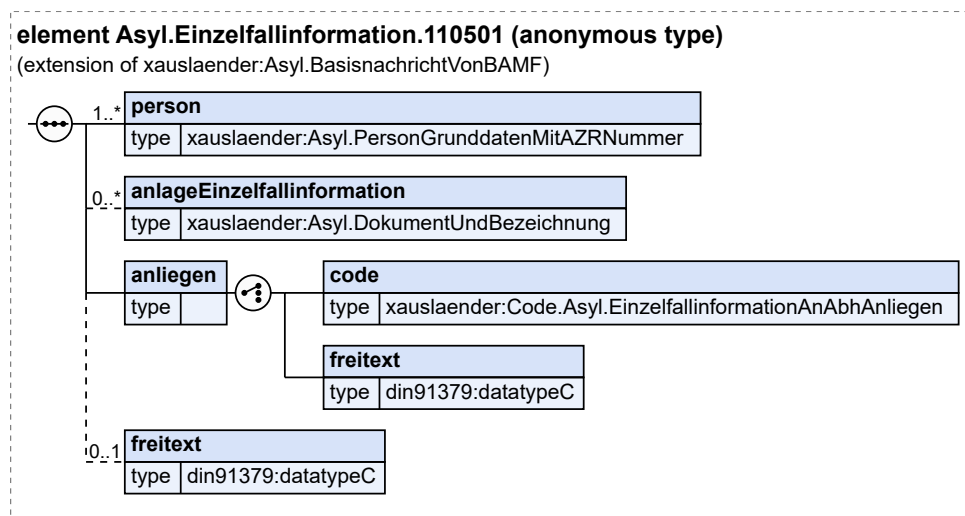 element Asyl.Einzelfallinformation.110501 (anonymous type)
(extension of xauslaender:Asyl.BasisnachrichtVonBAMF)
1..* person
type xauslaender:Asyl.PersonGrunddatenMitAZRNummer
0..* anlageEinzelfallinformation
type xauslaender:Asyl.DokumentUndBezeichnung
anliegen code
type type xauslaender:Code.Asyl.EinzelfallinformationAnAbhAnliegen
freitext
type din91379:datatypeC
0..1 freitext
type din91379:datatypeC